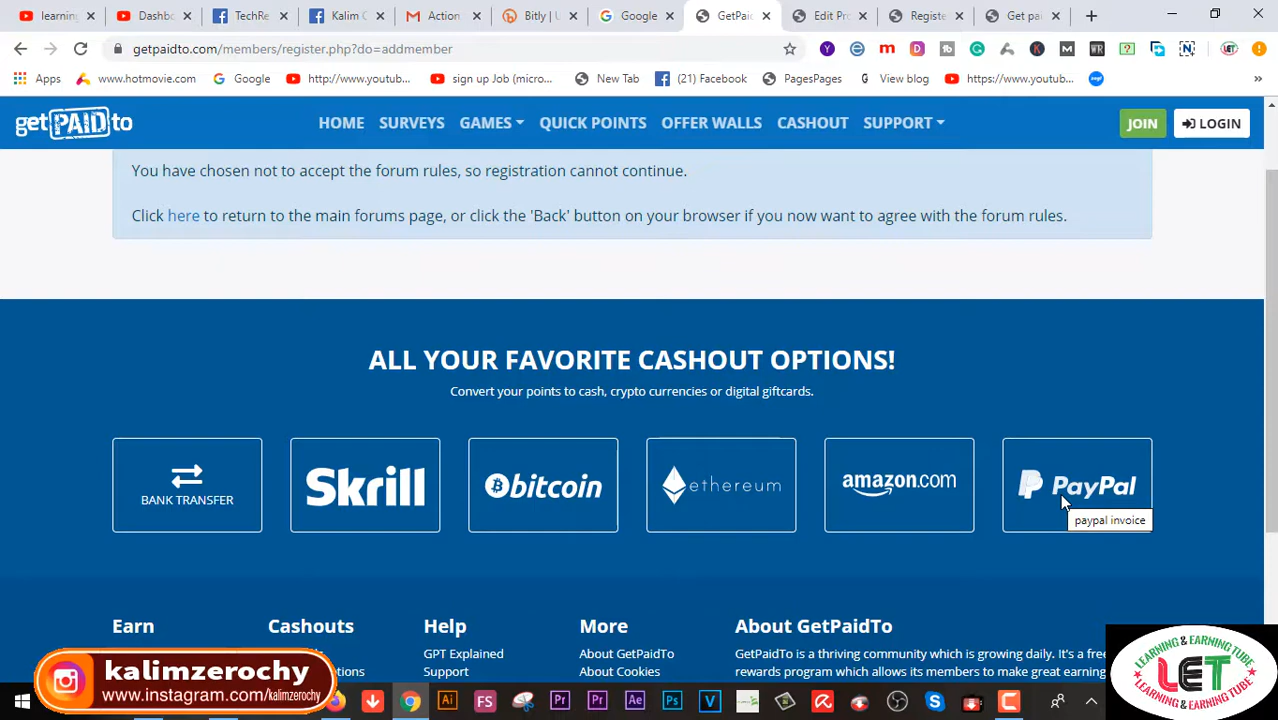 learning
Dashbo
TechRe
Kalim C
Action
Bitly | U
Google
GetPaid
Edit Pro
Registe
Get pai
getpaidto.com/members/register.php?do=addmember
Apps
www.hotmovie.com
Google
http://www.youtub...
sign up Job (micro...
New Tab
(21) Facebook
PagesPages
View blog
https://www.youtub...
getPAIDto
HOME
SURVEYS
GAMES
QUICK POINTS
OFFER WALLS
CASHOUT
SUPPORT
JOIN
LOGIN
You have chosen not to accept the forum rules, so registration cannot continue.
Click here to return to the main forums page, or click the 'Back' button on your browser if you now want to agree with the forum rules.
ALL YOUR FAVORITE CASHOUT OPTIONS!
Convert your points to cash, crypto currencies or digital giftcards.
BANK TRANSFER
Skrill
bitcoin
ethereum
amazon.com
PayPal
paypal invoice
Earn
Cashouts
Help
More
About GetPaidTo
GPT Explained
About GetPaidTo
GetPaidTo is a thriving community which is growing daily. It's a free
Support
About Cookies
rewards program which allows its members to make great earning
kalimzerochy
www.instagram.com/kalimzerochy
LEARNING & EARNING TUBE
LET
LEARNING & EARNING TUBE